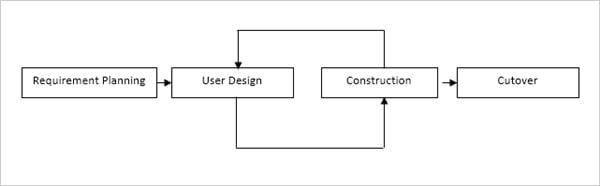 Requirement Planning
User Design
Construction
Cutover